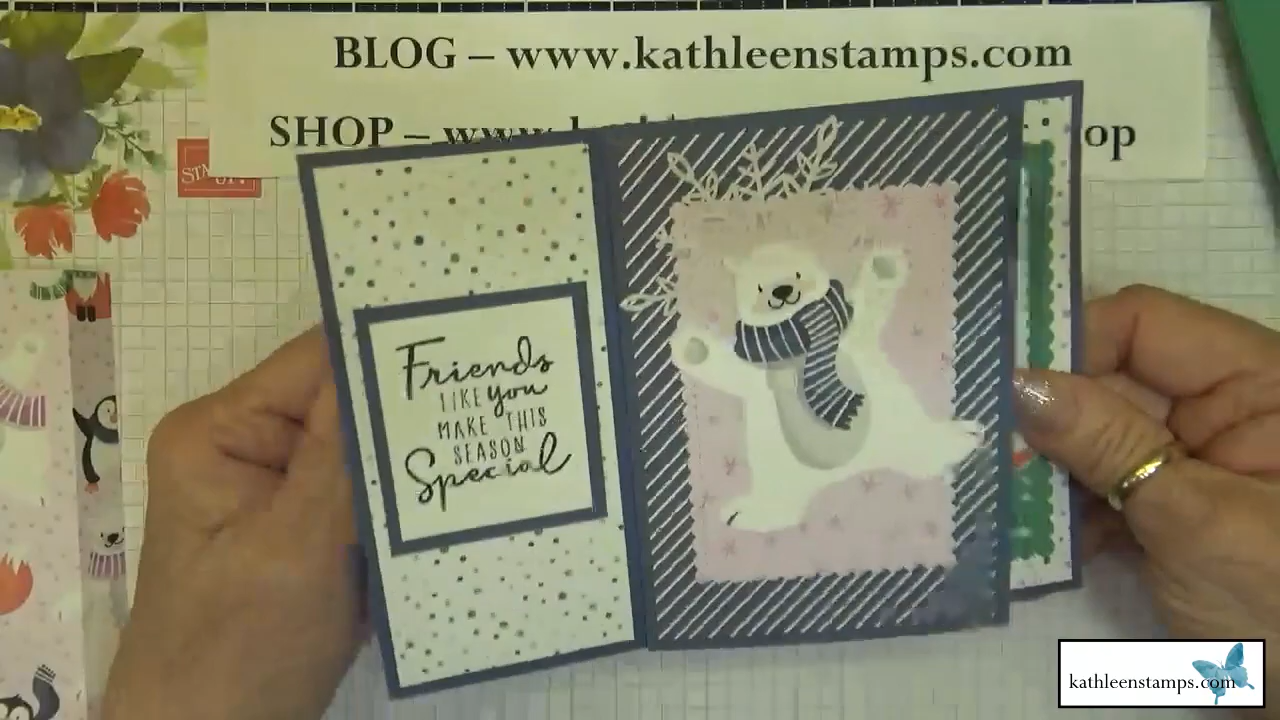 BLOG – www.kathleenstamps.com
SHOP – www
op
Friends
LIKE you
MAKE THIS
SEASON
Special
kathleenstamps.com